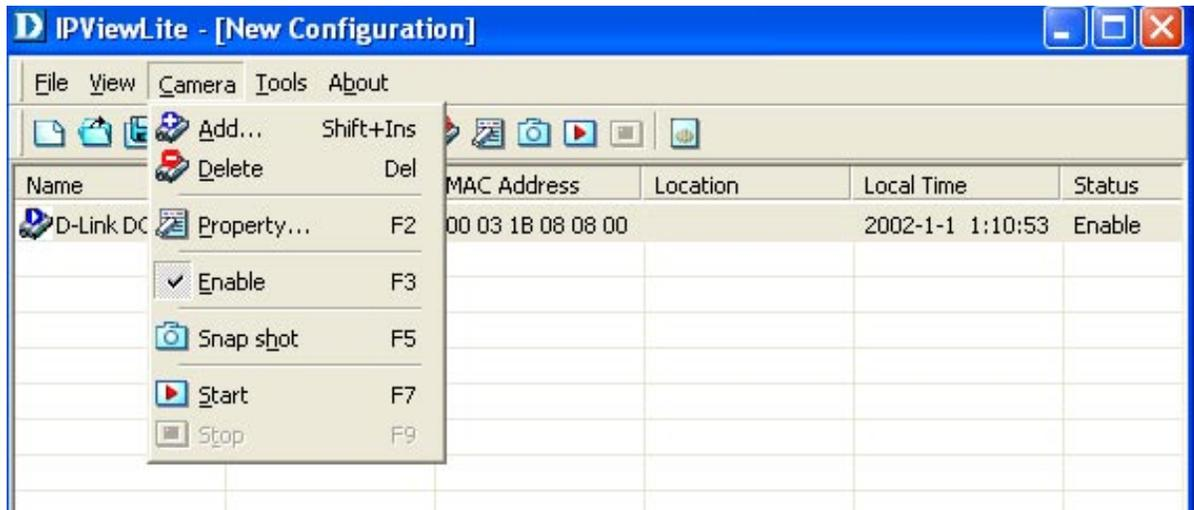 D IPViewLite - [New Configuration]
File View Camera Tools About
Add... Shift+Ins
Delete Del
Property... F2
Enable F3
Snap shot F5
Start F7
Stop F9
Name MAC Address Location Local Time Status
D-Link 00 03 1B 08 08 00 2002-1-1 1:10:53 Enable